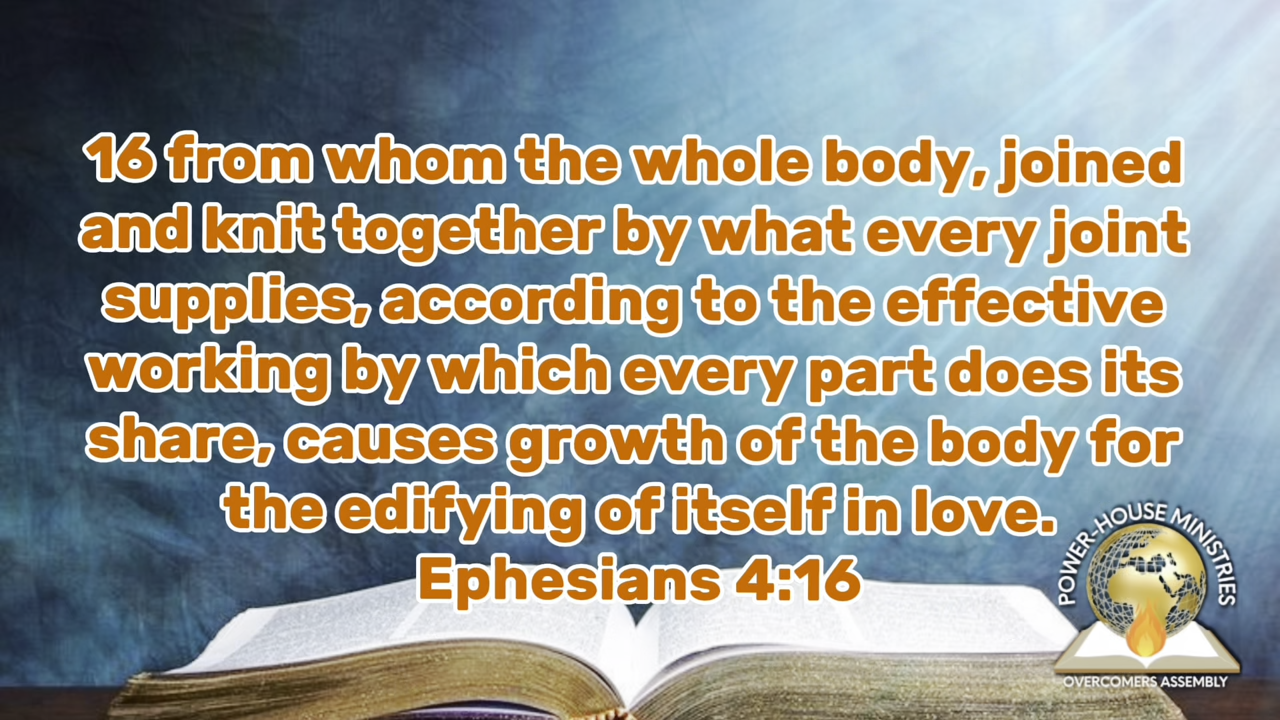 16 from whom the whole body, joined
and knit together by what every joint
supplies, according to the effective
working by which every part does its
share, causes growth of the body for
the edifying of itself in love.
Ephesians 4:16
POWER-HOUSE MINISTRIES
OVERCOMERS ASSEMBLY